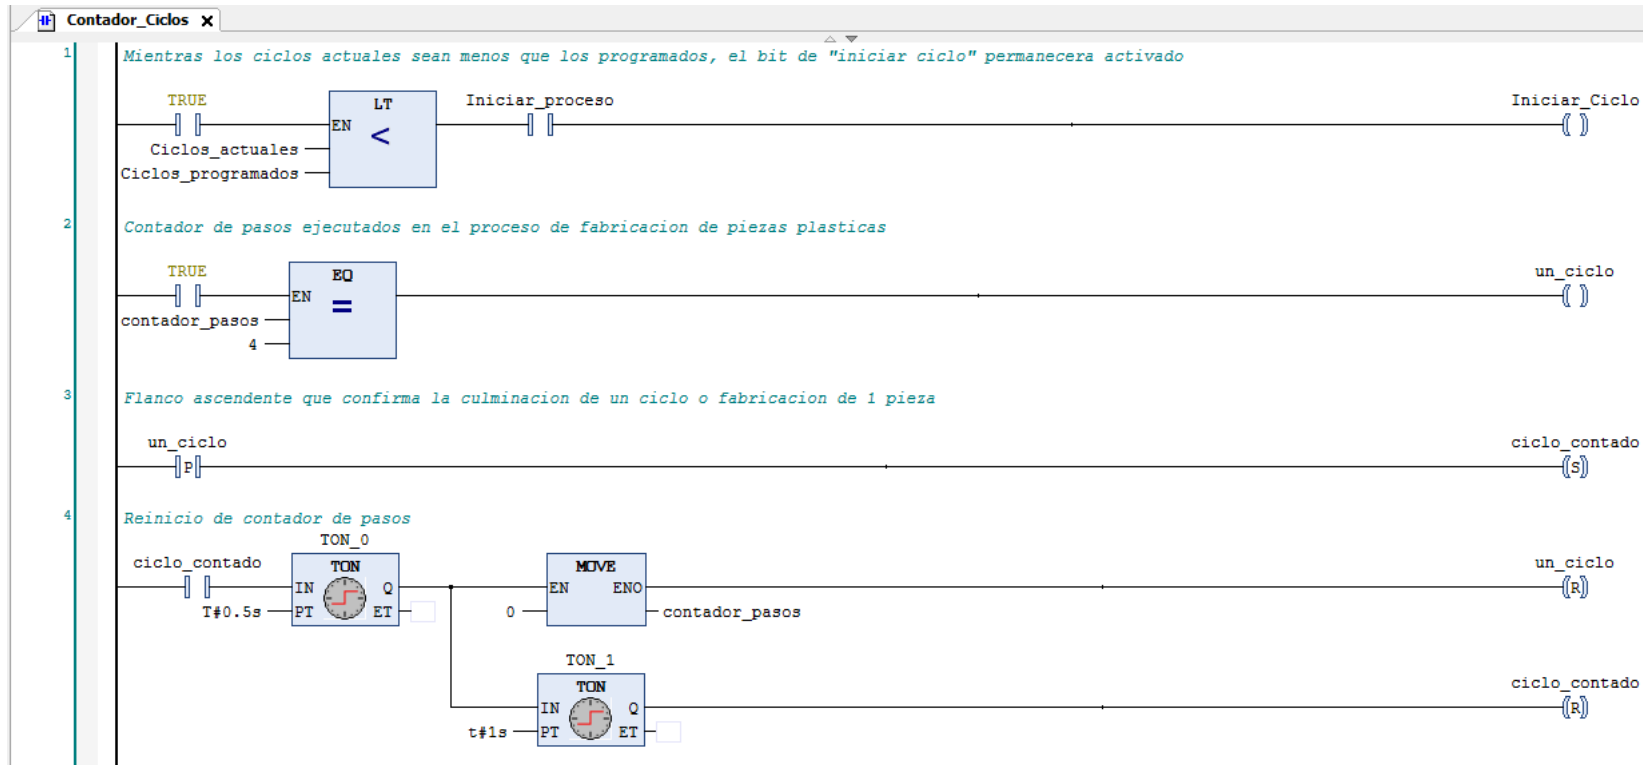 Contador_Ciclos
1
Mientras los ciclos actuales sean menos que los programados, el bit de "iniciar ciclo" permanecera activado
TRUE
LT
Iniciar_proceso
Iniciar_Ciclo
EN
<
Ciclos_actuales
Ciclos_programados
2
Contador de pasos ejecutados en el proceso de fabricacion de piezas plasticas
TRUE
EQ
un_ciclo
EN
=
contador_pasos
4
3
Flanco ascendente que confirma la culminacion de un ciclo o fabricacion de 1 pieza
un_ciclo
ciclo_contado
P
S
4
Reinicio de contador de pasos
TON_0
ciclo_contado
TON
MOVE
un_ciclo
IN Q
EN ENO
R
T#0.5s
PT ET
0
contador_pasos
TON_1
TON
ciclo_contado
IN Q
R
t#1s
PT ET